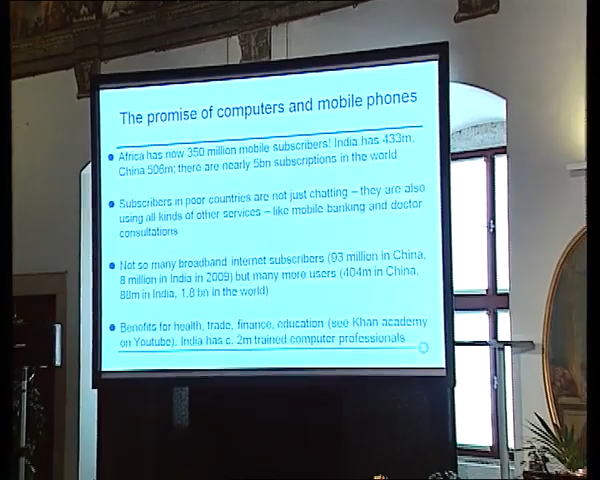 The promise of computers and mobile phones
Africa has now 350 million mobile subscribers! India has 433m,
China 506m; there are nearly 5bn subscriptions in the world
Subscribers in poor countries are not just chatting – they are also
using all kinds of other services – like mobile banking and doctor
consultations
Not so many broadband internet subscribers (93 million in China,
8 million in India in 2009) but many more users (404m in China,
88m in India, 1.8 bn in the world)
Benefits for health, trade, finance, education (see Khan academy
on Youtube). India has c. 2m trained computer professionals